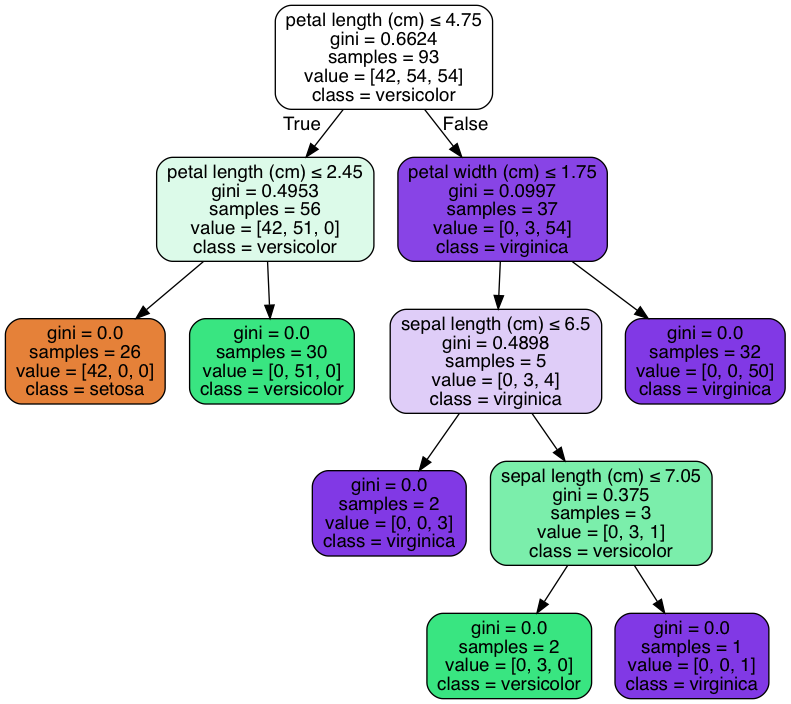 petal length (cm) ≤ 4.75
gini = 0.6624
samples = 93
value = [42, 54, 54]
class = versicolor
True
False
petal length (cm) ≤ 2.45
gini = 0.4953
samples = 56
value = [42, 51, 0]
class = versicolor
petal width (cm) ≤ 1.75
gini = 0.0997
samples = 37
value = [0, 3, 54]
class = virginica
gini = 0.0
samples = 26
value = [42, 0, 0]
class = setosa
gini = 0.0
samples = 30
value = [0, 51, 0]
class = versicolor
sepal length (cm) ≤ 6.5
gini = 0.4898
samples = 5
value = [0, 3, 4]
class = virginica
gini = 0.0
samples = 32
value = [0, 0, 50]
class = virginica
gini = 0.0
samples = 2
value = [0, 0, 3]
class = virginica
sepal length (cm) ≤ 7.05
gini = 0.375
samples = 3
value = [0, 3, 1]
class = versicolor
gini = 0.0
samples = 2
value = [0, 3, 0]
class = versicolor
gini = 0.0
samples = 1
value = [0, 0, 1]
class = virginica